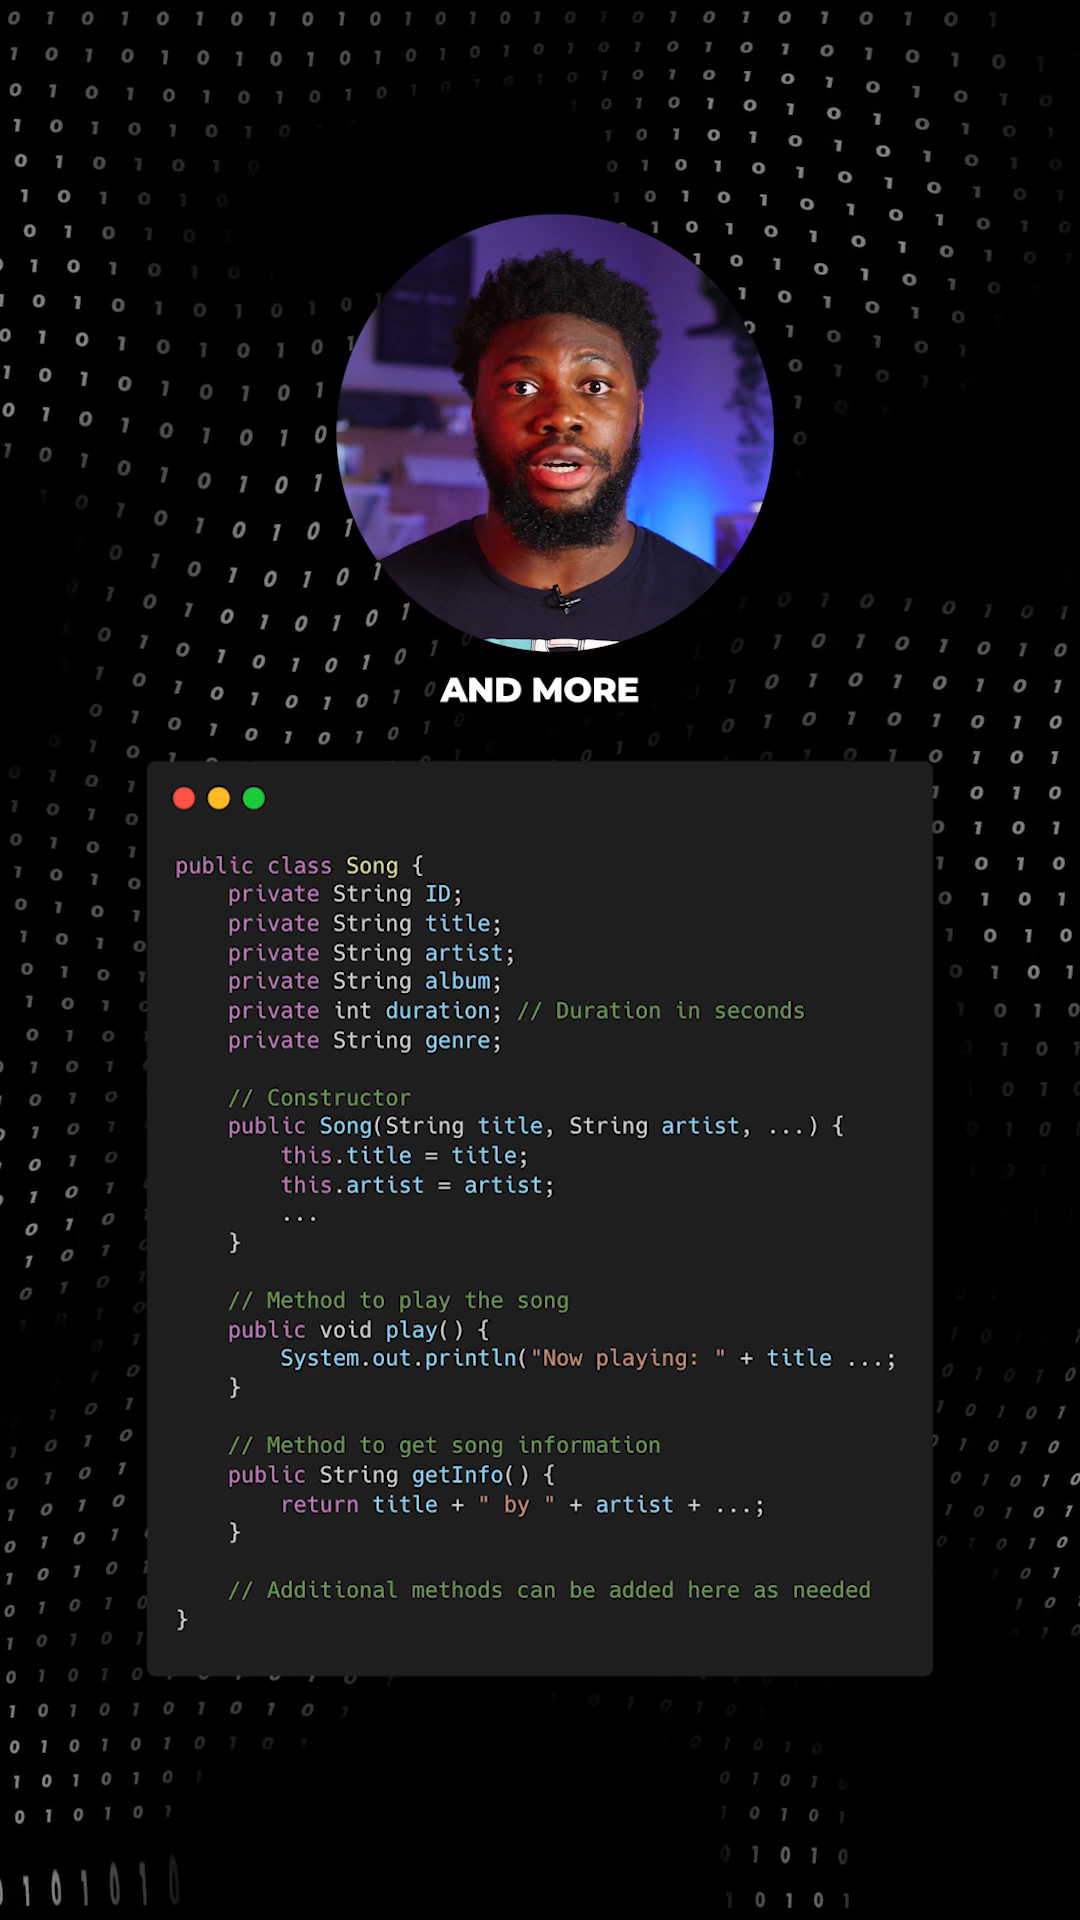 AND MORE
public class Song {
    private String ID;
    private String title;
    private String artist;
    private String album;
    private int duration; // Duration in seconds
    private String genre;

    // Constructor
    public Song(String title, String artist, ...) {
        this.title = title;
        this.artist = artist;
        ...
    }

    // Method to play the song
    public void play() {
        System.out.println("Now playing: " + title ...;
    }

    // Method to get song information
    public String getInfo() {
        return title + " by " + artist + ...;
    }

    // Additional methods can be added here as needed
}